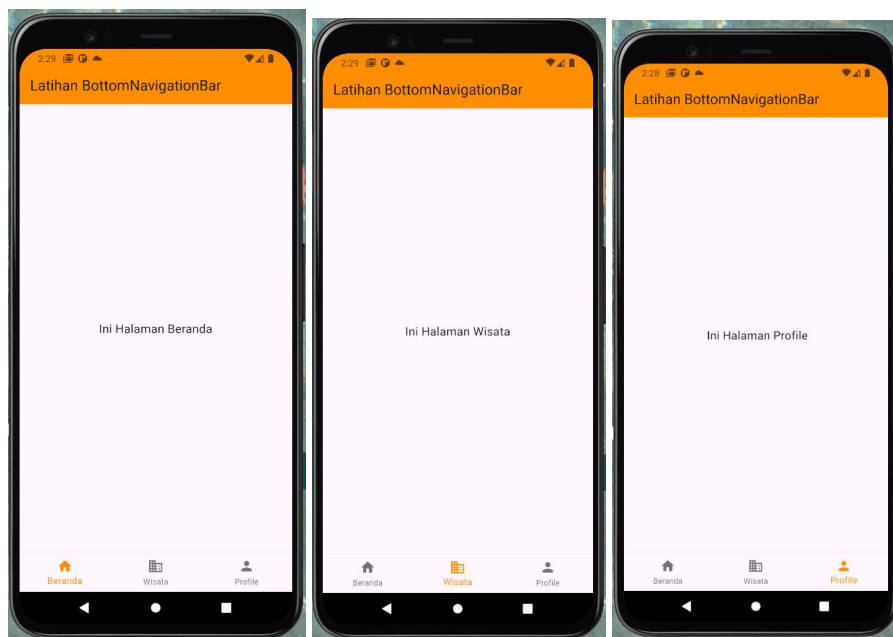 2:29
Latihan BottomNavigationBar
Ini Halaman Beranda
Beranda Wisata Profile
2:29
Latihan BottomNavigationBar
Ini Halaman Wisata
Beranda Wisata Profile
2:28
Latihan BottomNavigationBar
Ini Halaman Profile
Beranda Wisata Profile